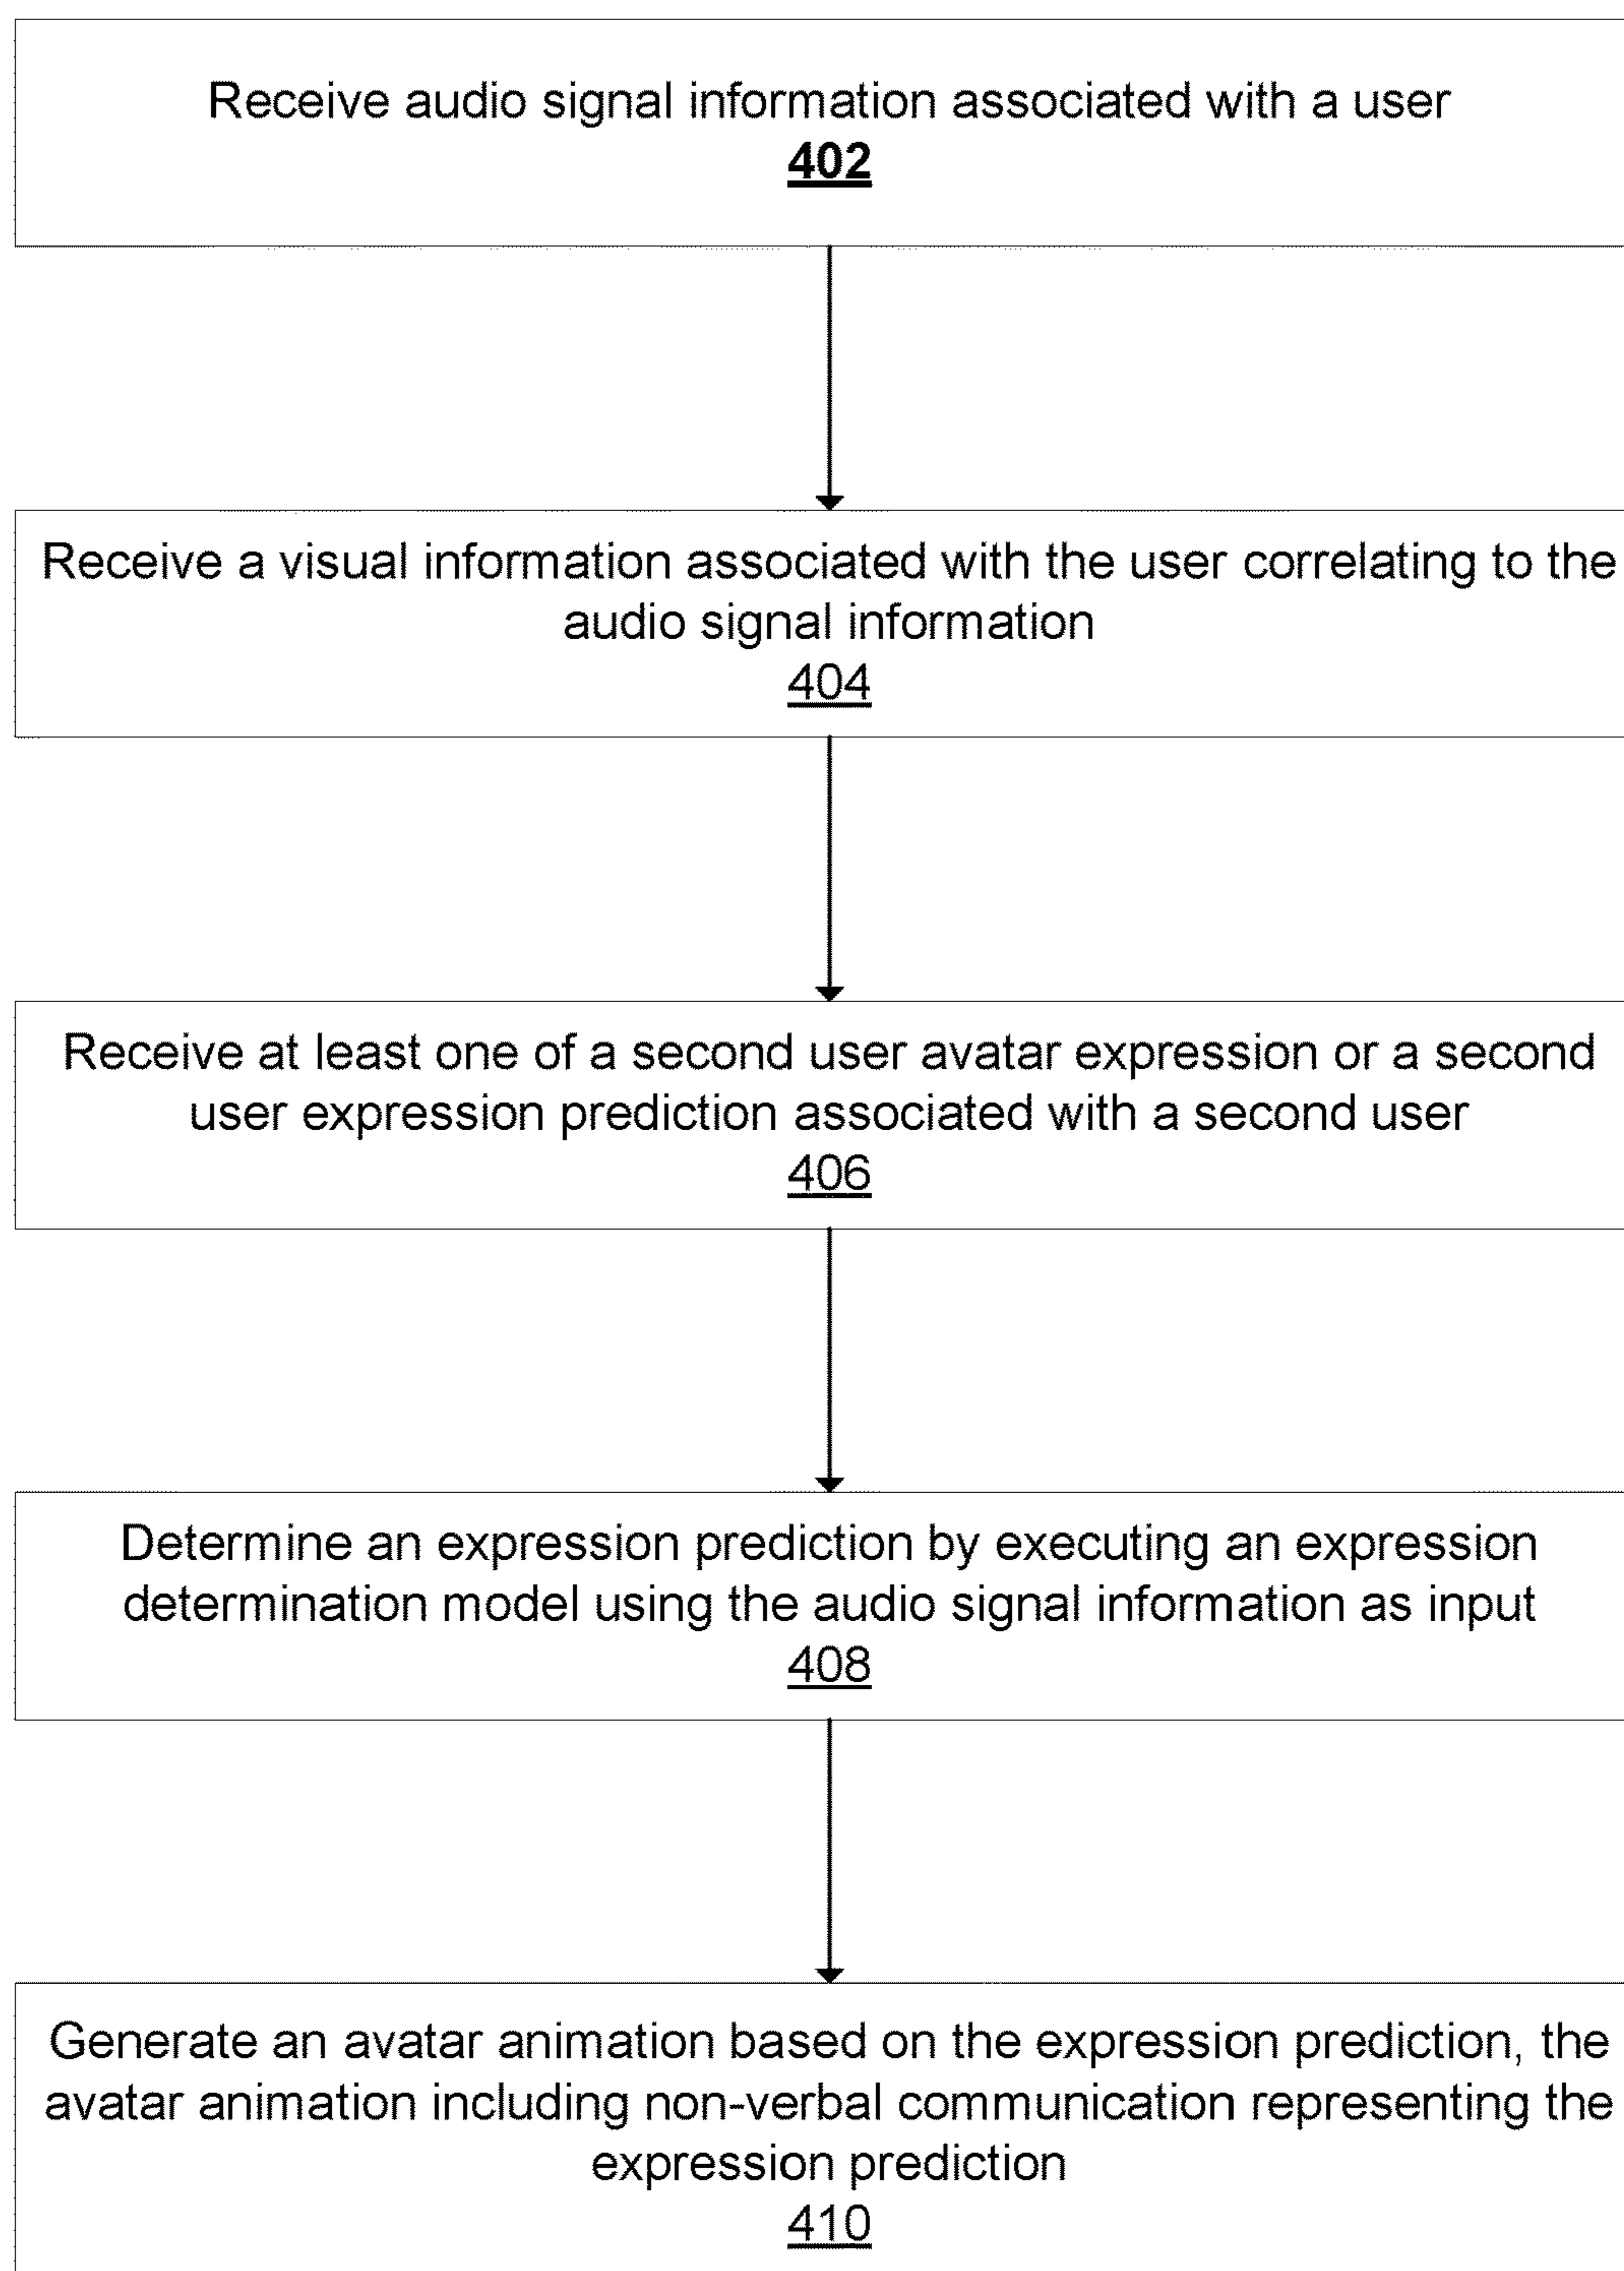 Receive audio signal information associated with a user
402
Receive a visual information associated with the user correlating to the
audio signal information
404
Receive at least one of a second user avatar expression or a second
user expression prediction associated with a second user
406
Determine an expression prediction by executing an expression
determination model using the audio signal information as input
408
Generate an avatar animation based on the expression prediction, the
avatar animation including non-verbal communication representing the
expression prediction
410